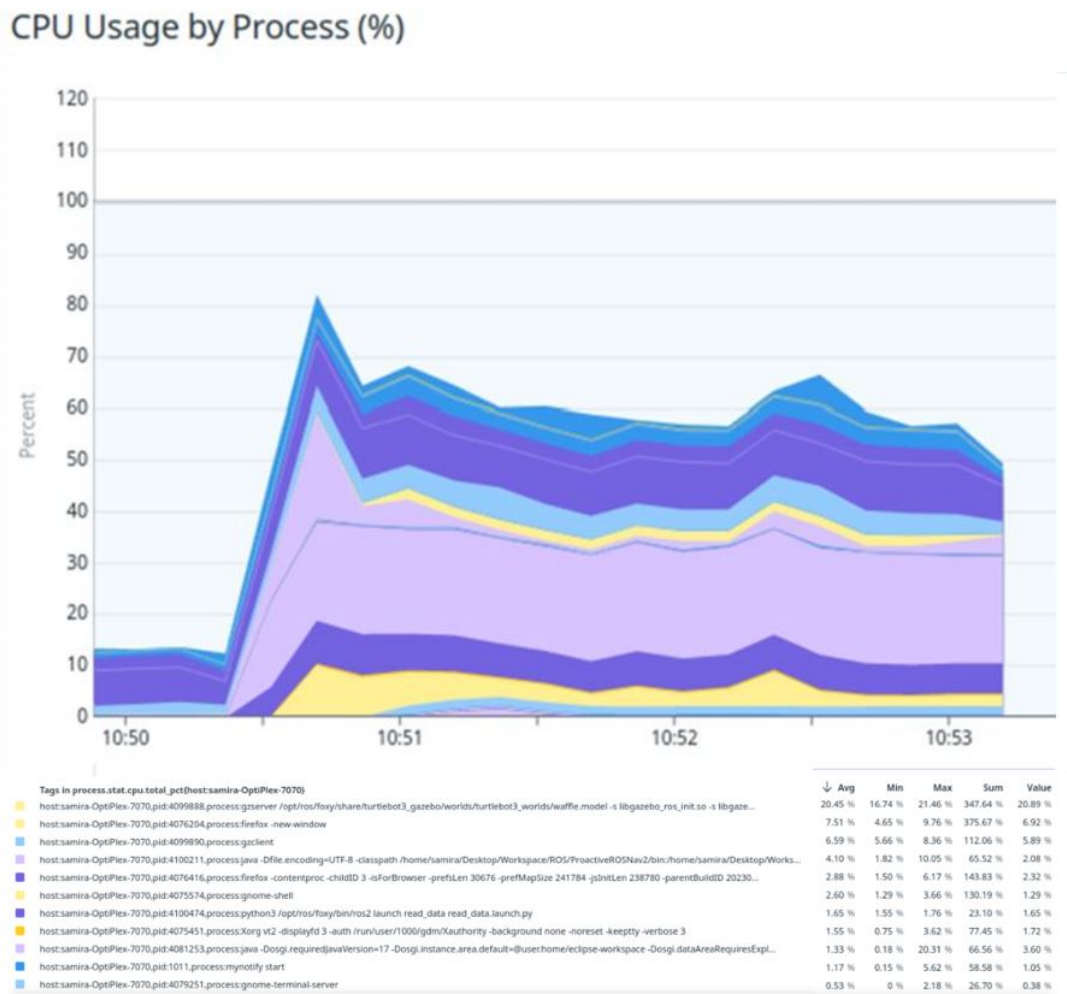 CPU Usage by Process (%)
120
110
100
90
80
70
60
50
40
30
20
10
0
Percent
10:50 10:51 10:52 10:53
Tags in process.stat.cpu.total_pct{host:samira-OptiPlex-7070} ↓ Avg Min Max Sum Value
host:samira-OptiPlex-7070,pid:4099888,process:gzserver /opt/ros/foxy/share/turtlebot3_gazebo/worlds/turtlebot3_worlds/waffle.model -s libgazebo_ros_init.so -s libgaze... 20.45 % 16.74 % 21.46 % 347.64 % 20.89 %
host:samira-OptiPlex-7070,pid:4076204,process:firefox -new-window 7.51 % 4.65 % 9.76 % 375.67 % 6.92 %
host:samira-OptiPlex-7070,pid:4099890,process:gzclient 6.59 % 5.66 % 8.36 % 112.06 % 5.89 %
host:samira-OptiPlex-7070,pid:4100211,process:java -Dfile.encoding=UTF-8 -classpath /home/samira/Desktop/Workspace/ROS/ProactiveROSNav2/bin:/home/samira/Desktop/Works... 4.10 % 1.82 % 10.05 % 65.52 % 2.08 %
host:samira-OptiPlex-7070,pid:4076416,process:firefox -contentproc -childID 3 -isForBrowser -prefsLen 30676 -prefMapSize 241784 -jsInitLen 238780 -parentBuildID 20230... 2.88 % 1.50 % 6.17 % 143.83 % 2.32 %
host:samira-OptiPlex-7070,pid:4075574,process:gnome-shell 2.60 % 1.29 % 3.66 % 130.19 % 1.29 %
host:samira-OptiPlex-7070,pid:4100474,process:python3 /opt/ros/foxy/bin/ros2 launch read_data read_data.launch.py 1.65 % 1.55 % 1.76 % 23.10 % 1.65 %
host:samira-OptiPlex-7070,pid:4075451,process:Xorg vt2 -displayfd 3 -auth /run/user/1000/gdm/Xauthority -background none -noreset -keeptty -verbose 3 1.55 % 0.75 % 3.62 % 77.45 % 1.72 %
host:samira-OptiPlex-7070,pid:4081253,process:java -Dosgi.requiredJavaVersion=17 -Dosgi.instance.area.default=@user.home/eclipse-workspace -Dosgi.dataAreaRequiresExpl... 1.33 % 0.18 % 20.31 % 66.56 % 3.60 %
host:samira-OptiPlex-7070,pid:1011,process:mynotify start 1.17 % 0.15 % 5.62 % 58.58 % 1.05 %
host:samira-OptiPlex-7070,pid:4079251,process:gnome-terminal-server 0.53 % 0 % 2.18 % 26.70 % 0.38 %